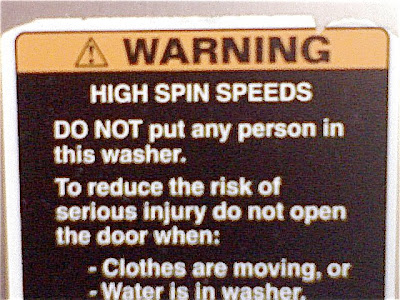 WARNING
HIGH SPIN SPEEDS
DO NOT put any person in
this washer.
To reduce the risk of
serious injury do not open
the door when:
- Clothes are moving, or
- Water is in washer.